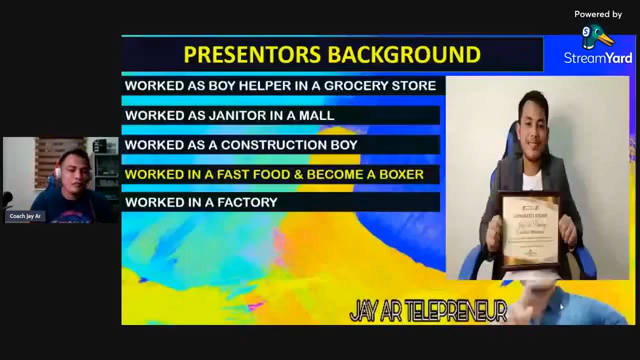 Powered by
StreamYard
PRESENTORS BACKGROUND
WORKED AS BOY HELPER IN A GROCERY STORE
WORKED AS JANITOR IN A MALL
WORKED AS A CONSTRUCTION BOY
WORKED IN A FAST FOOD & BECOME A BOXER
WORKED IN A FACTORY
Coach Jay Ar
JAY AR TELEPRENEUR